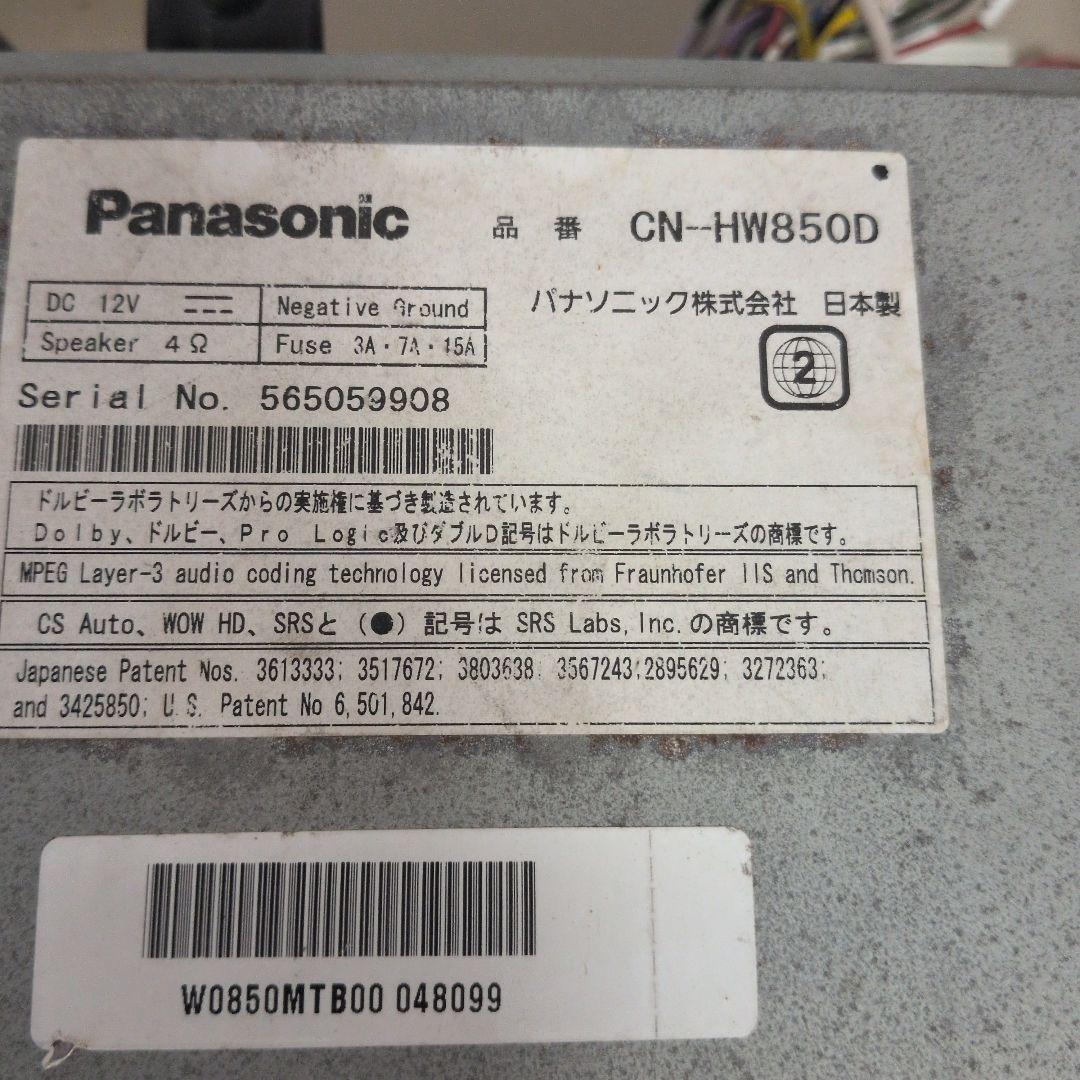 Panasonic 品番 CN--HW850D
DC 12V Negative Ground
Speaker 4Ω Fuse 3A・7A・15A
パナソニック株式会社 日本製
2
Serial No. 565059908
ドルビーラボラトリーズからの実施権に基づき製造されています。
Dolby、ドルビー、Pro Logic及びダブルD記号はドルビーラボラトリーズの商標です。
MPEG Layer-3 audio coding technology licensed from Fraunhofer IIS and Thomson.
CS Auto、WOW HD、SRSと（●）記号は SRS Labs, Inc. の商標です。
Japanese Patent Nos. 3613333; 3517672; 3803638; 3567243;2895629; 3272363;
and 3425850; U.S. Patent No 6,501,842.
W0850MTB00 048099